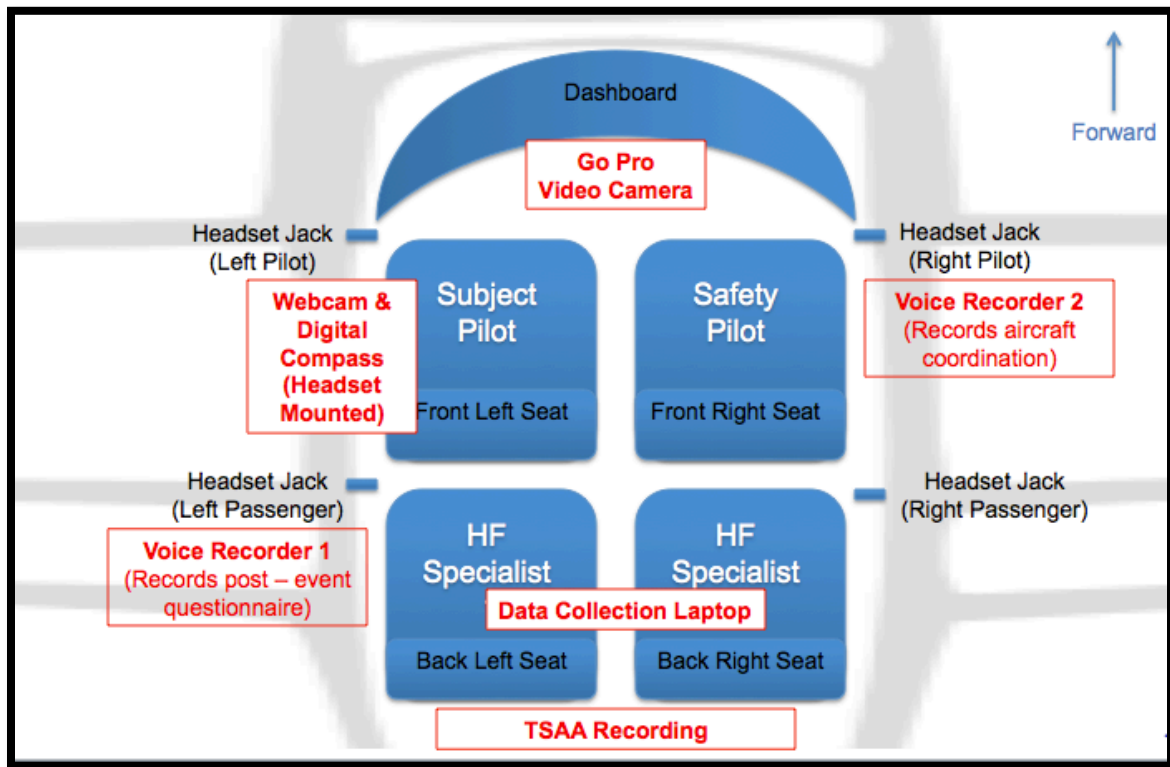 Dashboard
Forward
Go Pro
Video Camera
Headset Jack
(Left Pilot)
Headset Jack
(Right Pilot)
Webcam &
Digital
Compass
(Headset
Mounted)
Subject
Pilot
Front Left Seat
Safety
Pilot
Front Right Seat
Voice Recorder 2
(Records aircraft
coordination)
Headset Jack
(Left Passenger)
Headset Jack
(Right Passenger)
Voice Recorder 1
(Records post – event
questionnaire)
HF
Specialist
HF
Specialist
Data Collection Laptop
Back Left Seat
Back Right Seat
TSAA Recording